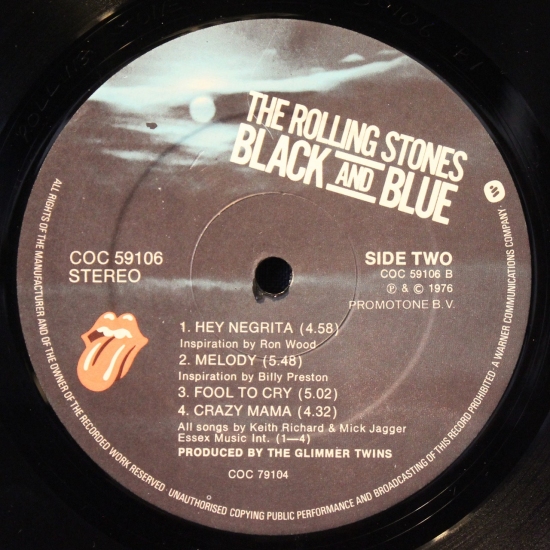 THE ROLLING STONES
BLACK AND BLUE
COC 59106
STEREO
SIDE TWO
COC 59106 B
℗ & © 1976
PROMOTONE B.V.
1. HEY NEGRITA (4.58)
Inspiration by Ron Wood
2. MELODY (5.48)
Inspiration by Billy Preston
3. FOOL TO CRY (5.02)
4. CRAZY MAMA (4.32)
All songs by Keith Richard & Mick Jagger
Essex Music Int. (1—4)
PRODUCED BY THE GLIMMER TWINS
COC 79104
ALL RIGHTS OF THE MANUFACTURER AND OF THE OWNER OF THE RECORDED WORK RESERVED. UNAUTHORISED COPYING PUBLIC PERFORMANCE AND BROADCASTING OF THIS RECORD PROHIBITED. A WARNER COMMUNICATIONS COMPANY.